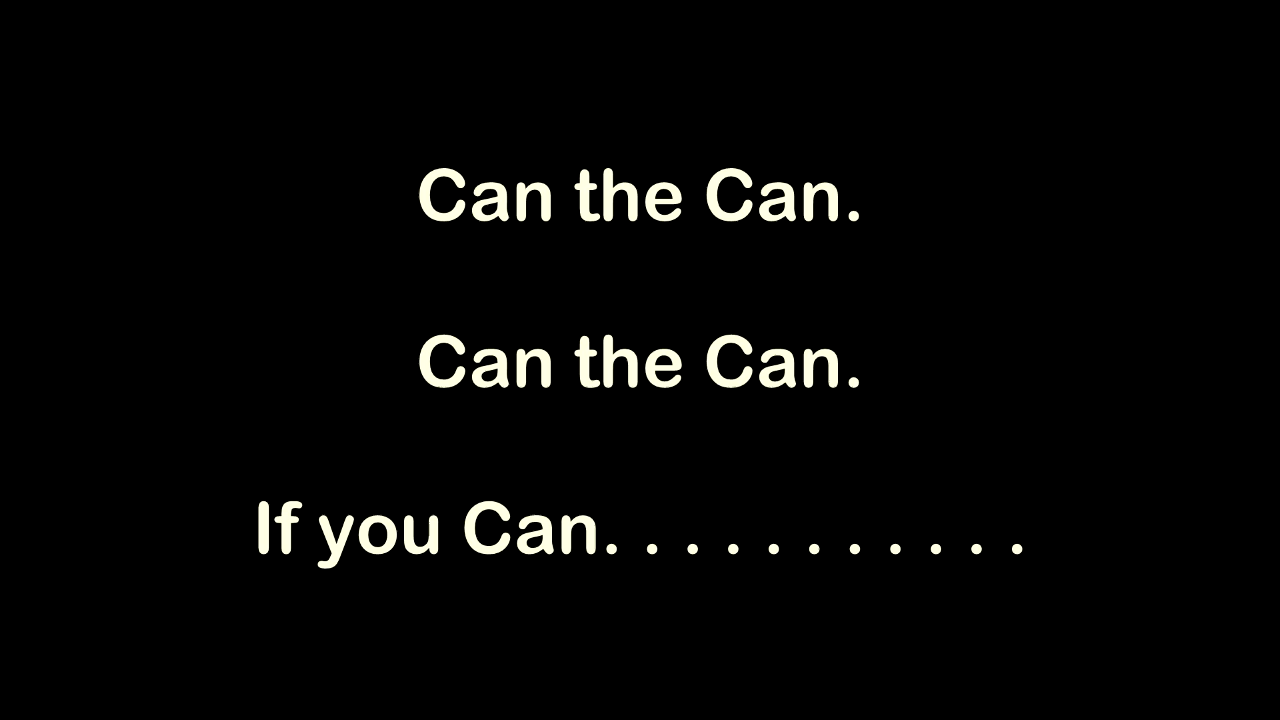 Can the Can.
Can the Can.
If you Can. . . . . . . . . . .